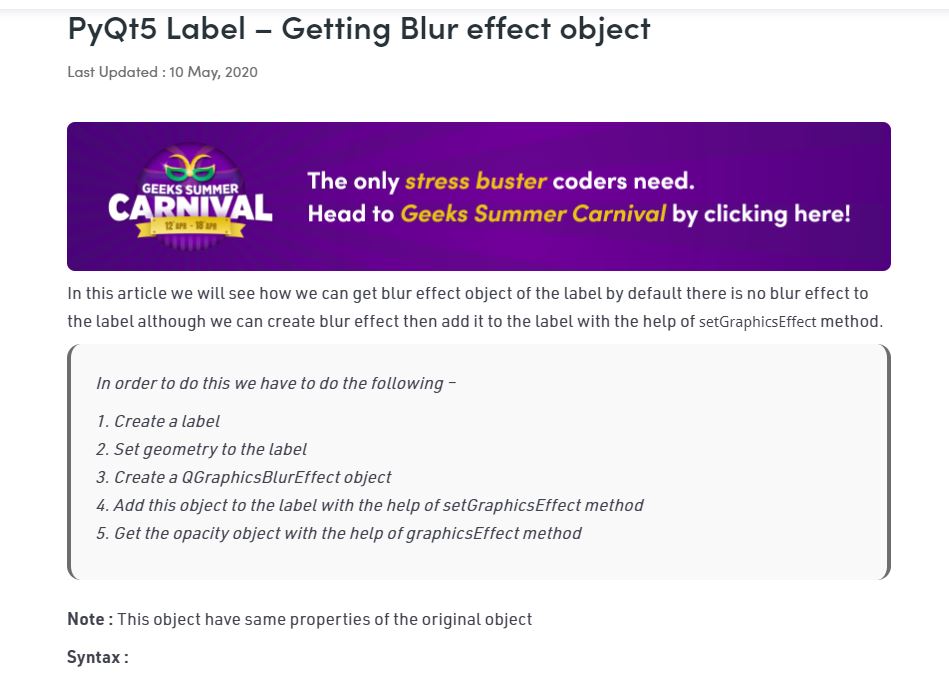 PyQt5 Label – Getting Blur effect object
Last Updated : 10 May, 2020
GEEKS SUMMER
CARNIVAL
12 APR - 18 APR
The only stress buster coders need.
Head to Geeks Summer Carnival by clicking here!
In this article we will see how we can get blur effect object of the label by default there is no blur effect to
the label although we can create blur effect then add it to the label with the help of setGraphicsEffect method.
In order to do this we have to do the following –
1. Create a label
2. Set geometry to the label
3. Create a QGraphicsBlurEffect object
4. Add this object to the label with the help of setGraphicsEffect method
5. Get the opacity object with the help of graphicsEffect method
Note : This object have same properties of the original object
Syntax :